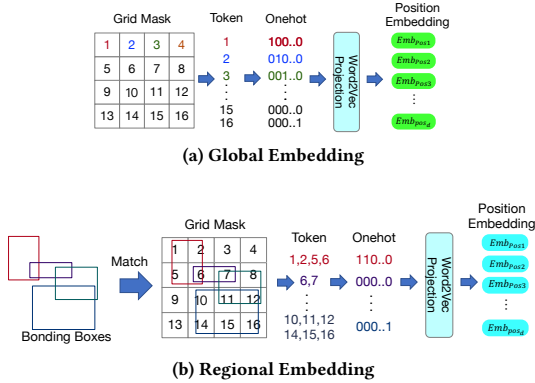 Grid Mask Token Onehot Position Embedding
1 2 3 4
5 6 7 8
9 10 11 12
13 14 15 16
1 100..0
2 010..0
3 001..0
15 000..0
16 000..1
Word2Vec Projection
Emb_Pos1
Emb_Pos2
Emb_Pos3
...
Emb_pos_d
(a) Global Embedding
Bonding Boxes
Match
Grid Mask Token Onehot Position Embedding
1 2 3 4
5 6 7 8
9 10 11 12
13 14 15 16
1,2,5,6 110..0
6,7 000..0
10,11,12
14,15,16 000..1
Word2Vec Projection
Emb_Pos1
Emb_Pos2
Emb_Pos3
...
Emb_pos_d
(b) Regional Embedding